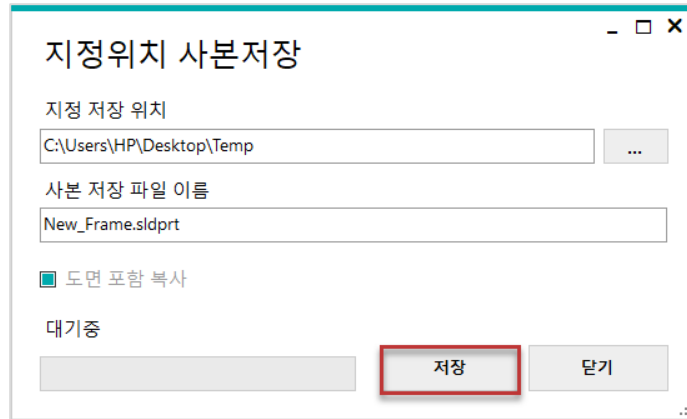 지정위치 사본저장
지정 저장 위치
C:\Users\HP\Desktop\Temp
...
사본 저장 파일 이름
New_Frame.sldprt
도면 포함 복사
대기중
저장 닫기